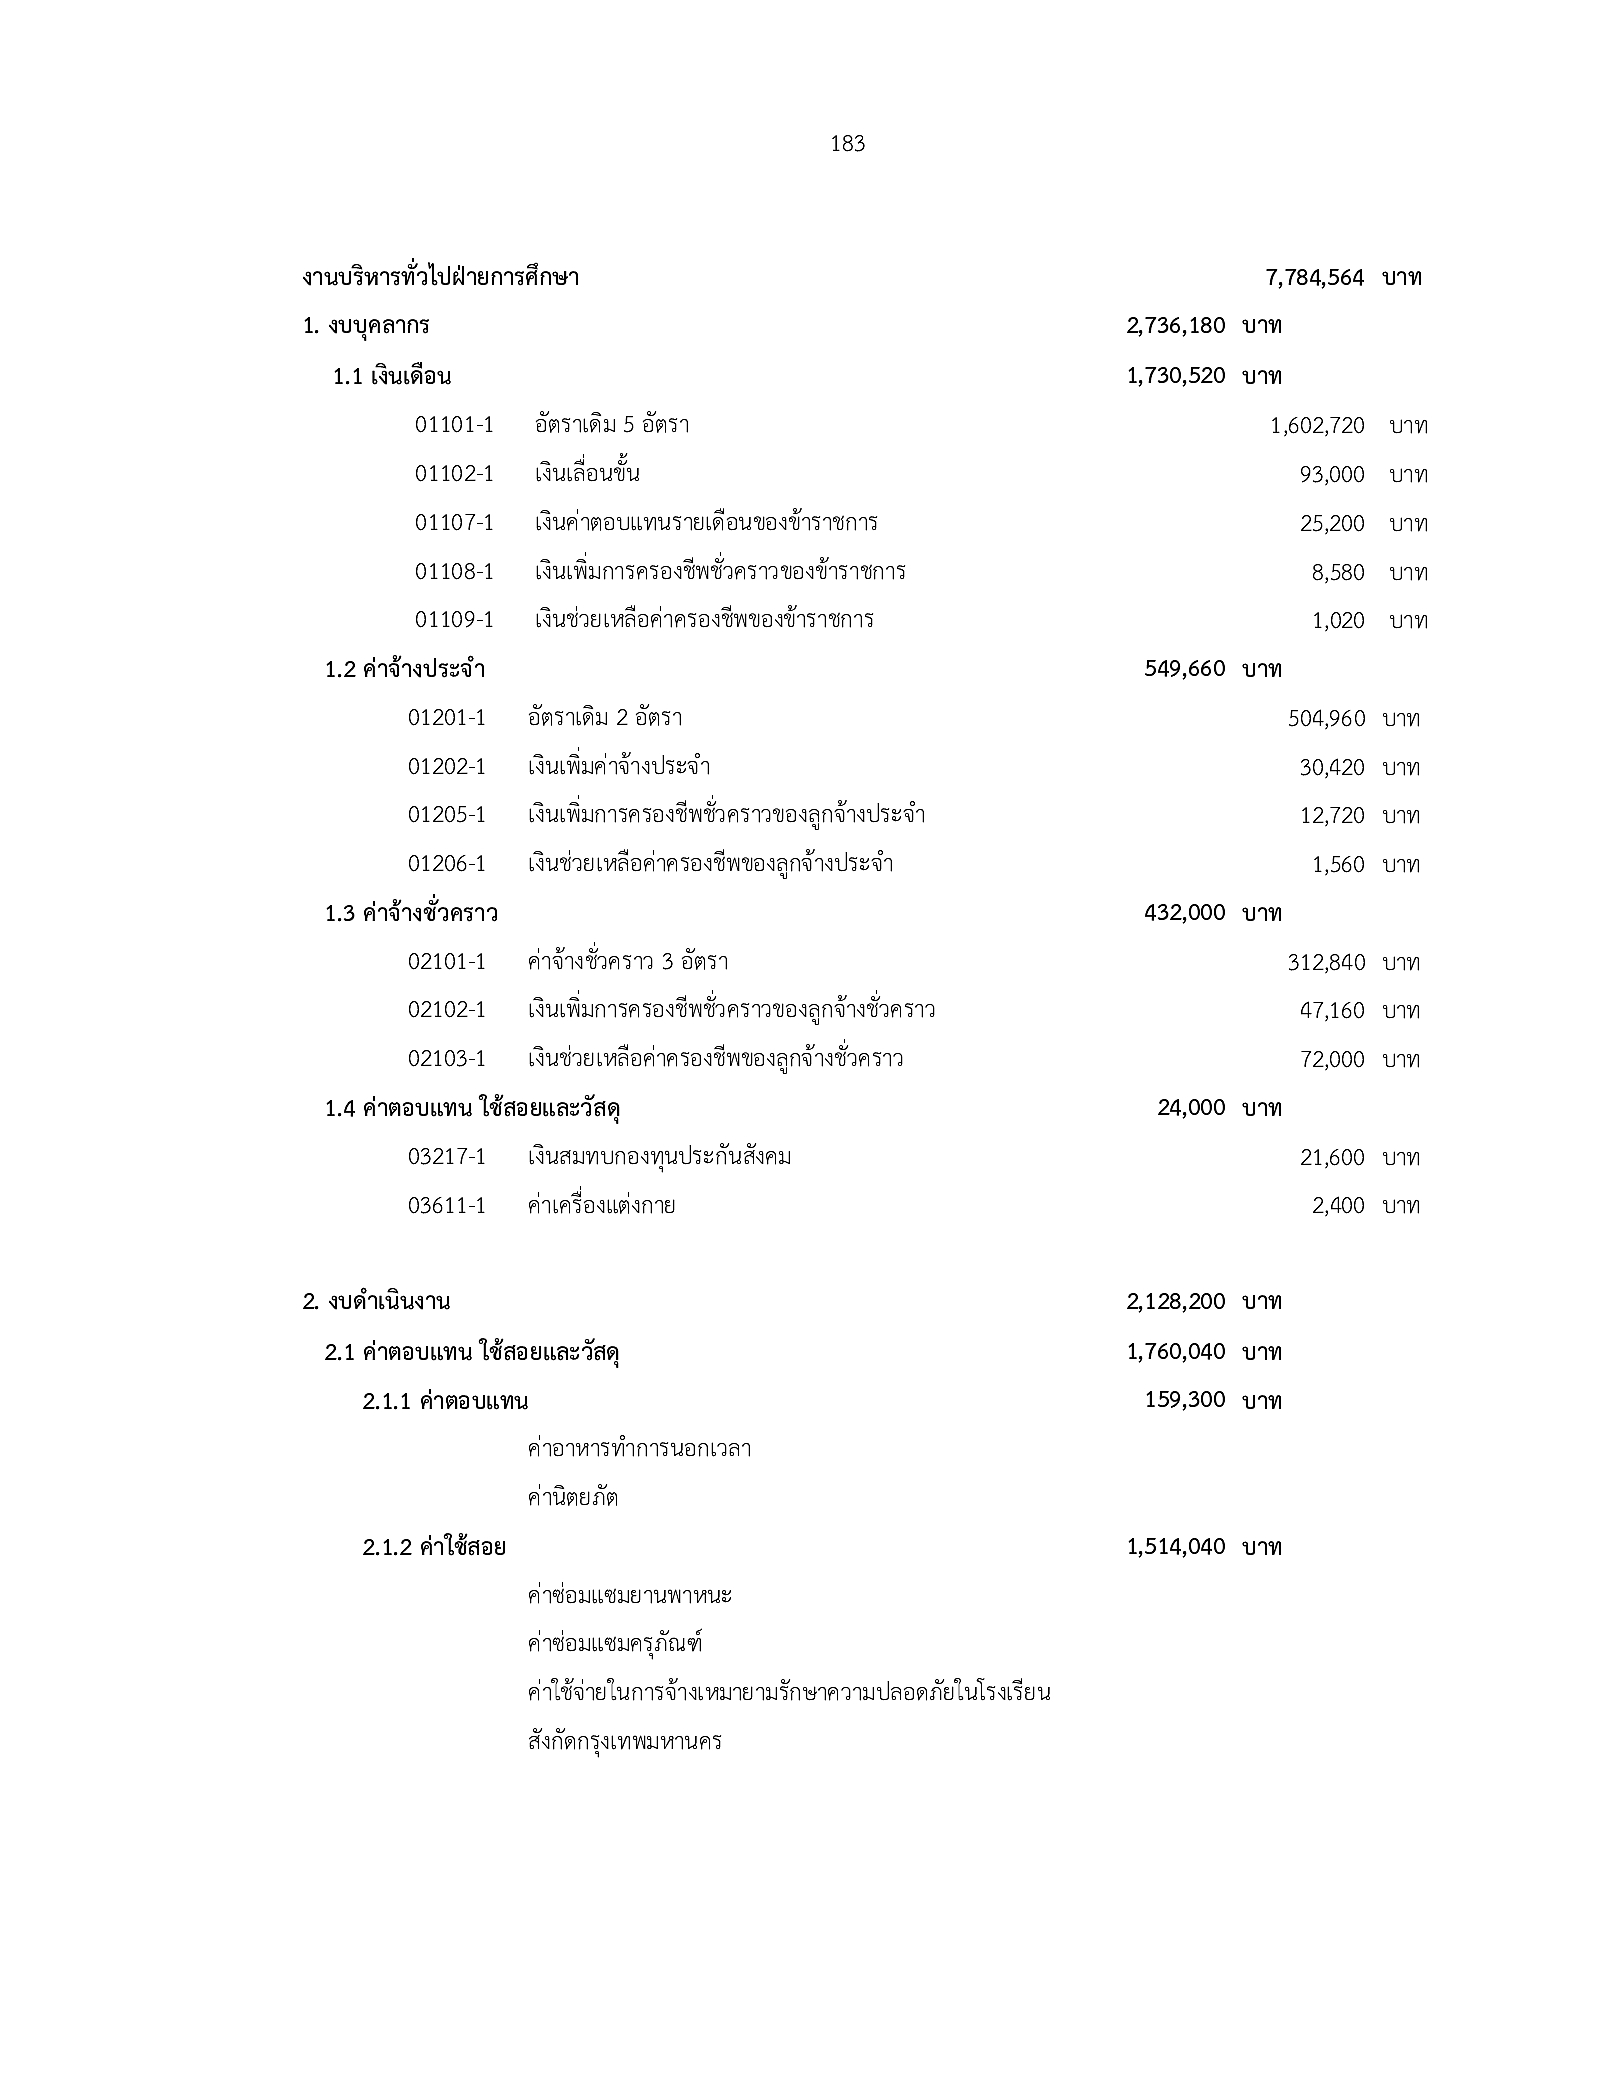 183
งานบริหารทั่วไปฝ่ายการศึกษา 7,784,564 บาท
1. งบบุคลากร 2,736,180 บาท
1.1 เงินเดือน 1,730,520 บาท
01101-1 อัตราเดิม 5 อัตรา 1,602,720 บาท
01102-1 เงินเลื่อนขั้น 93,000 บาท
01107-1 เงินค่าตอบแทนรายเดือนของข้าราชการ 25,200 บาท
01108-1 เงินเพิ่มการครองชีพชั่วคราวของข้าราชการ 8,580 บาท
01109-1 เงินช่วยเหลือค่าครองชีพของข้าราชการ 1,020 บาท
1.2 ค่าจ้างประจำ 549,660 บาท
01201-1 อัตราเดิม 2 อัตรา 504,960 บาท
01202-1 เงินเพิ่มค่าจ้างประจำ 30,420 บาท
01205-1 เงินเพิ่มการครองชีพชั่วคราวของลูกจ้างประจำ 12,720 บาท
01206-1 เงินช่วยเหลือค่าครองชีพของลูกจ้างประจำ 1,560 บาท
1.3 ค่าจ้างชั่วคราว 432,000 บาท
02101-1 ค่าจ้างชั่วคราว 3 อัตรา 312,840 บาท
02102-1 เงินเพิ่มการครองชีพชั่วคราวของลูกจ้างชั่วคราว 47,160 บาท
02103-1 เงินช่วยเหลือค่าครองชีพของลูกจ้างชั่วคราว 72,000 บาท
1.4 ค่าตอบแทน ใช้สอยและวัสดุ 24,000 บาท
03217-1 เงินสมทบกองทุนประกันสังคม 21,600 บาท
03611-1 ค่าเครื่องแต่งกาย 2,400 บาท
2. งบดำเนินงาน 2,128,200 บาท
2.1 ค่าตอบแทน ใช้สอยและวัสดุ 1,760,040 บาท
2.1.1 ค่าตอบแทน 159,300 บาท
ค่าอาหารทำการนอกเวลา
ค่านิตยภัต
2.1.2 ค่าใช้สอย 1,514,040 บาท
ค่าซ่อมแซมยานพาหนะ
ค่าซ่อมแซมครุภัณฑ์
ค่าใช้จ่ายในการจ้างเหมายามรักษาความปลอดภัยในโรงเรียน
สังกัดกรุงเทพมหานคร